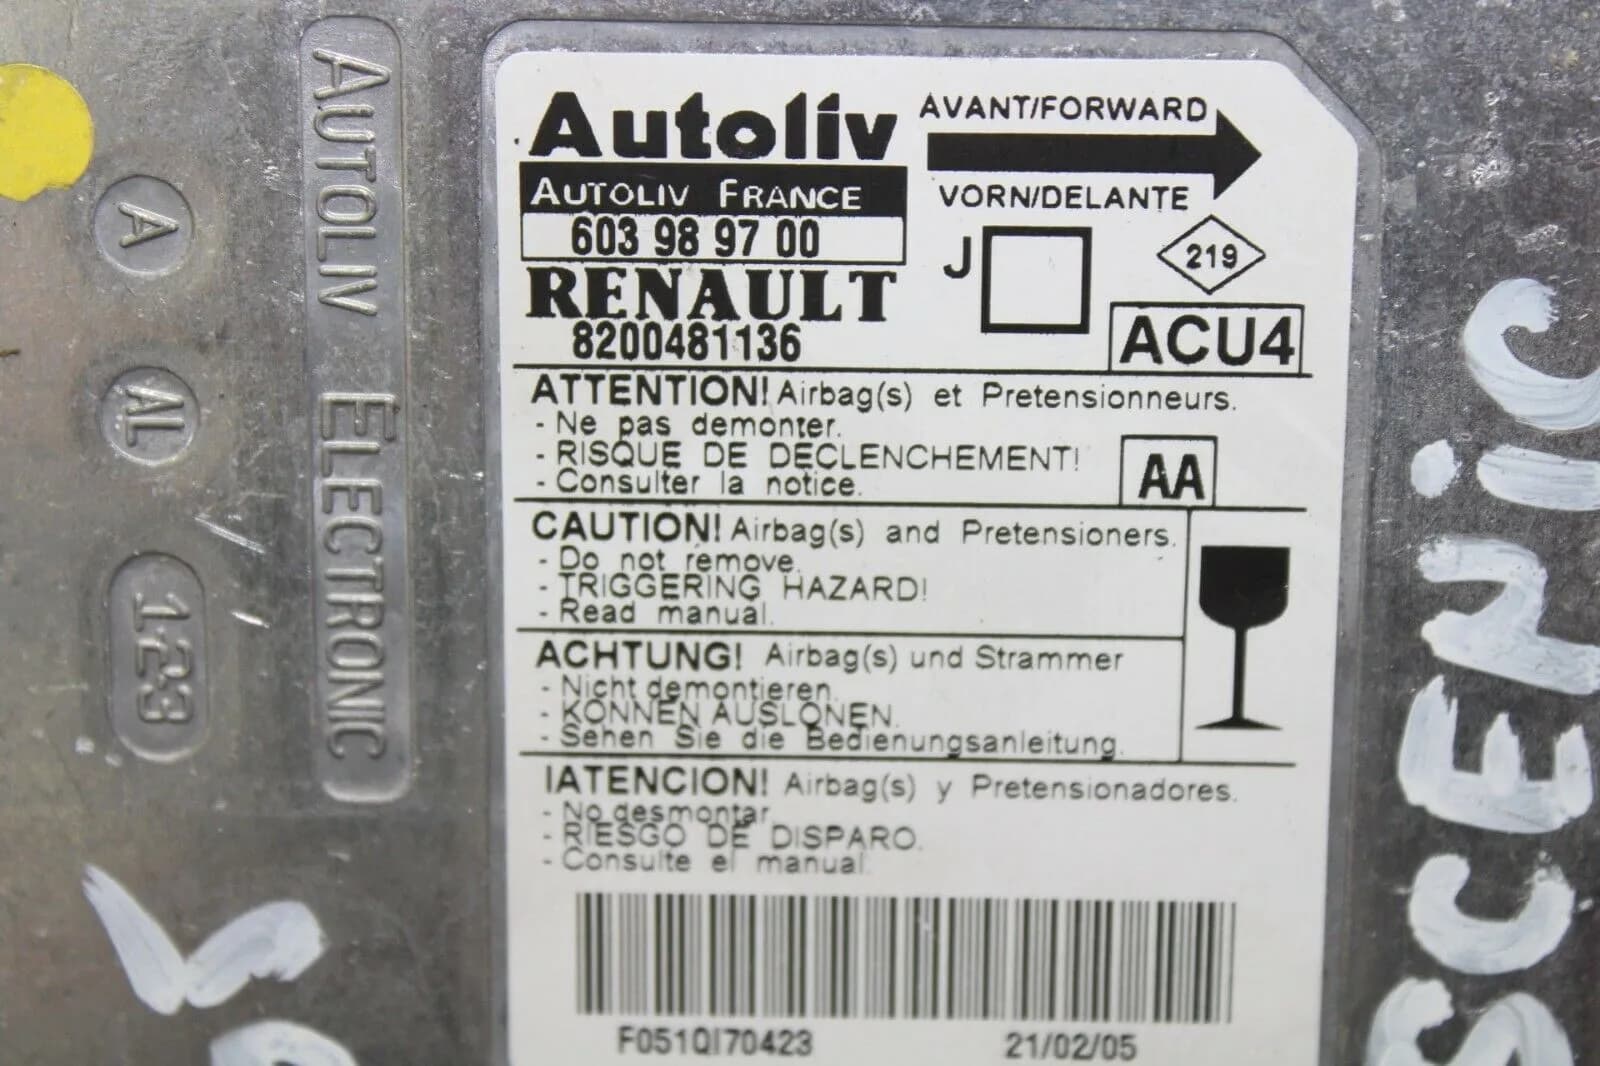 Autoliv
AUTOLIV FRANCE
603 98 97 00
RENAULT
8200481136
AVANT/FORWARD
VORN/DELANTE
J
219
ACU4
ATTENTION! Airbag(s) et Pretensionneurs.
- Ne pas demonter.
- RISQUE DE DECLENCHEMENT!
- Consulter la notice.
AA
CAUTION! Airbag(s) and Pretensioners.
- Do not remove.
- TRIGGERING HAZARD!
- Read manual.
ACHTUNG! Airbag(s) und Strammer
- Nicht demontieren.
- KONNEN AUSLONEN.
- Sehen Sie die Bedienungsanleitung.
IATENCION! Airbag(s) y Pretensionadores.
- No desmontar.
- RIESGO DE DISPARO.
- Consulte el manual.
F051QI70423
21/02/05
AUTOLIV ELECTRONIC
A
AL
1-23
SCENIC